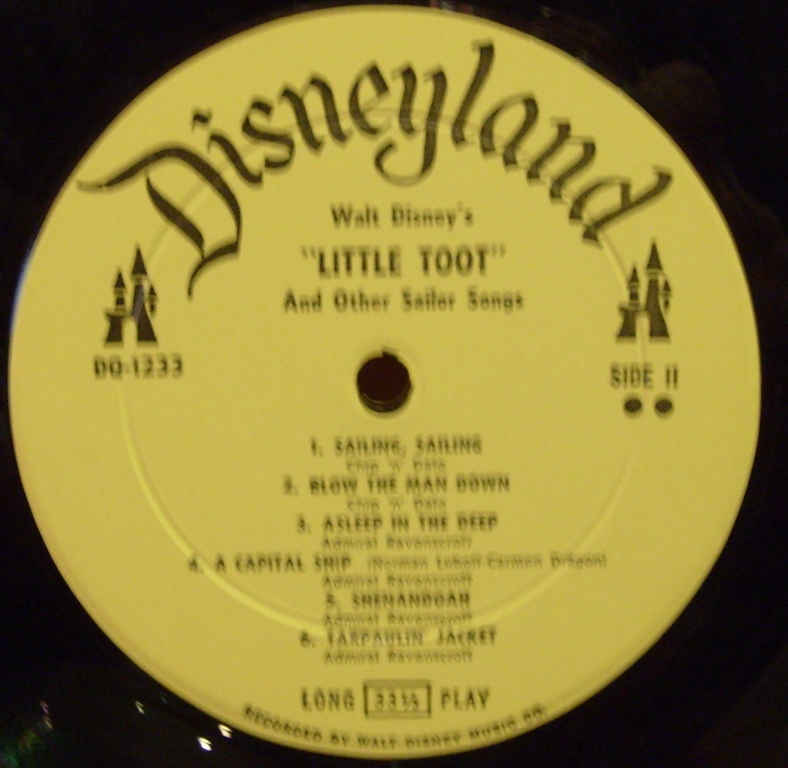 Disneyland
Walt Disney's
"LITTLE TOOT"
And Other Sailor Songs
DQ-1233
SIDE II
1. SAILING, SAILING
Chip 'n' Dale
2. BLOW THE MAN DOWN
Chip 'n' Dale
3. ASLEEP IN THE DEEP
Admiral Ravenscroft
4. A CAPITAL SHIP (Norman Luboff-Carmen Dragon)
Admiral Ravenscroft
5. SHENANDOAH
Admiral Ravenscroft
6. TARPAULIN JACKET
Admiral Ravenscroft
LONG 33⅓ PLAY
RECORDED BY WALT DISNEY MUSIC CO.